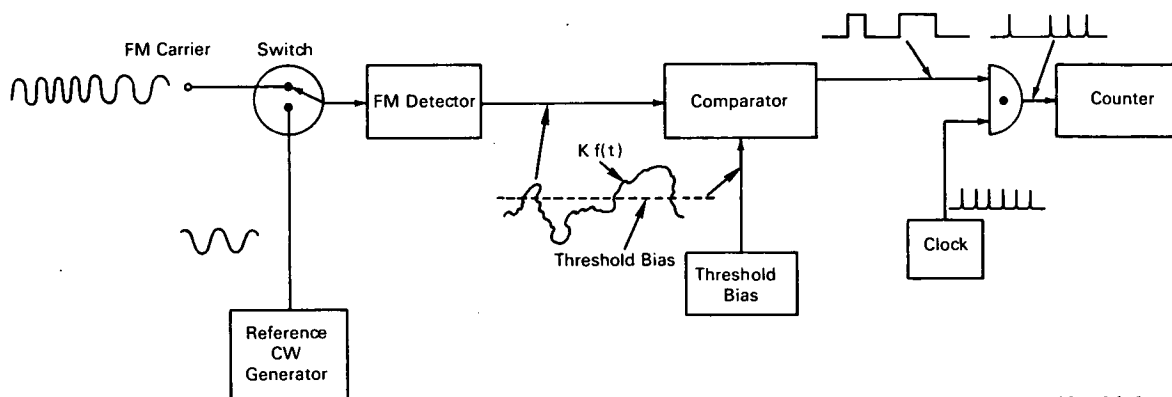 FM Carrier
Switch
FM Detector
Comparator
Counter
K f(t)
Threshold Bias
Threshold
Bias
Clock
Reference
CW
Generator